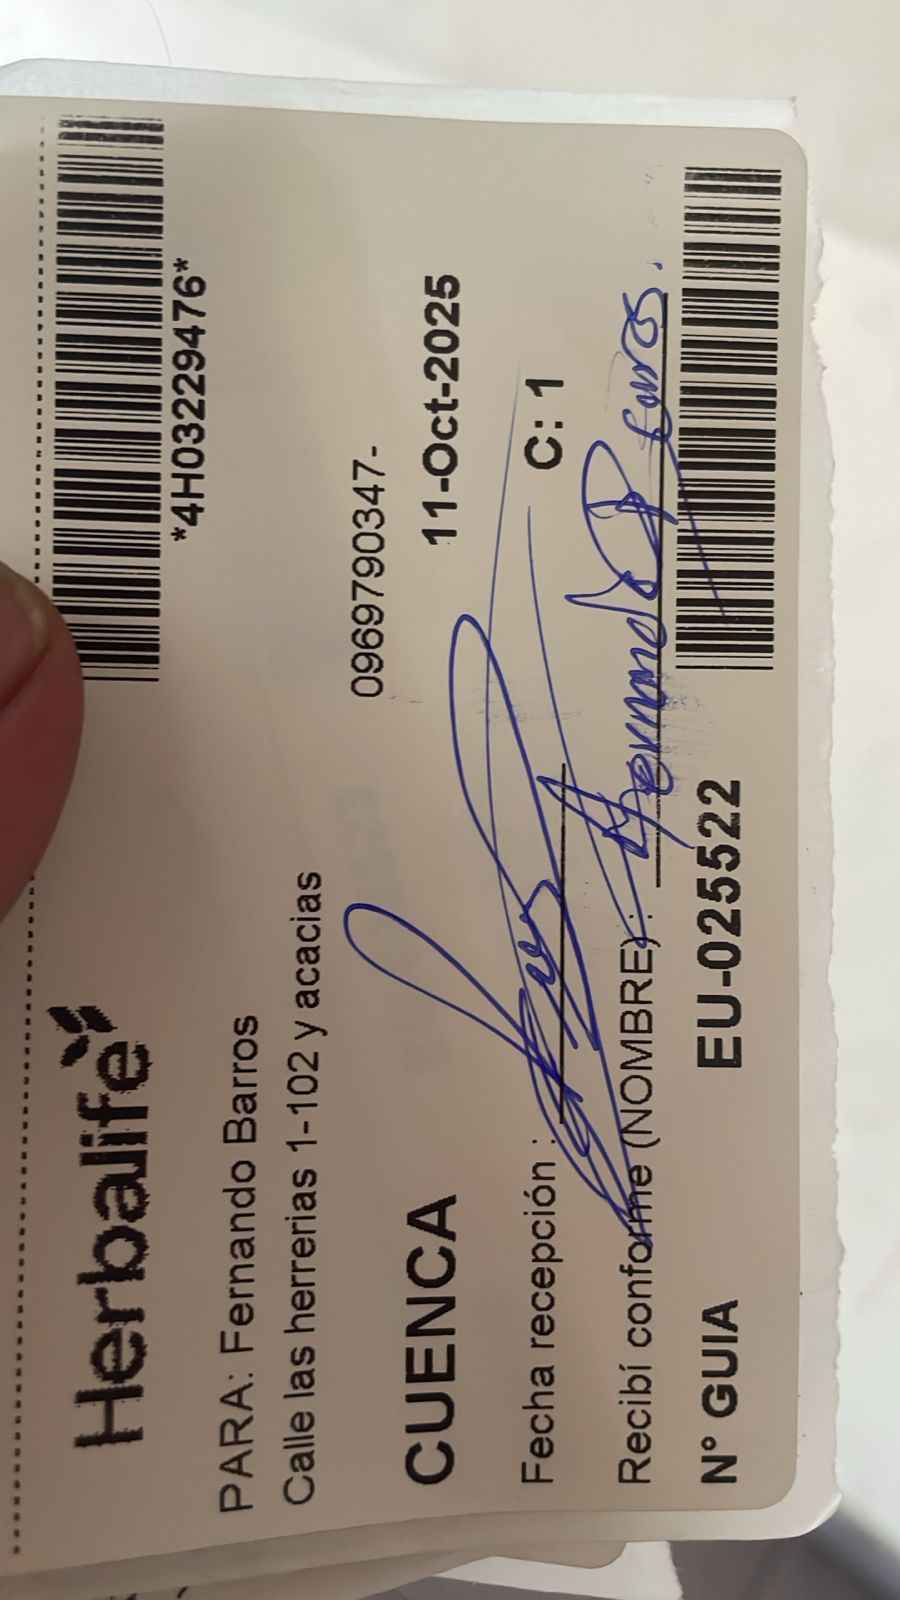 Herbalife
*4H03229476*
PARA: Fernando Barros
Calle las herrerias 1-102 y acacias
0969790347-
CUENCA 11-Oct-2025
Fecha recepción : C: 1
Recibí conforme (NOMBRE) : Fernando Barros.
N° GUIA EU-025522